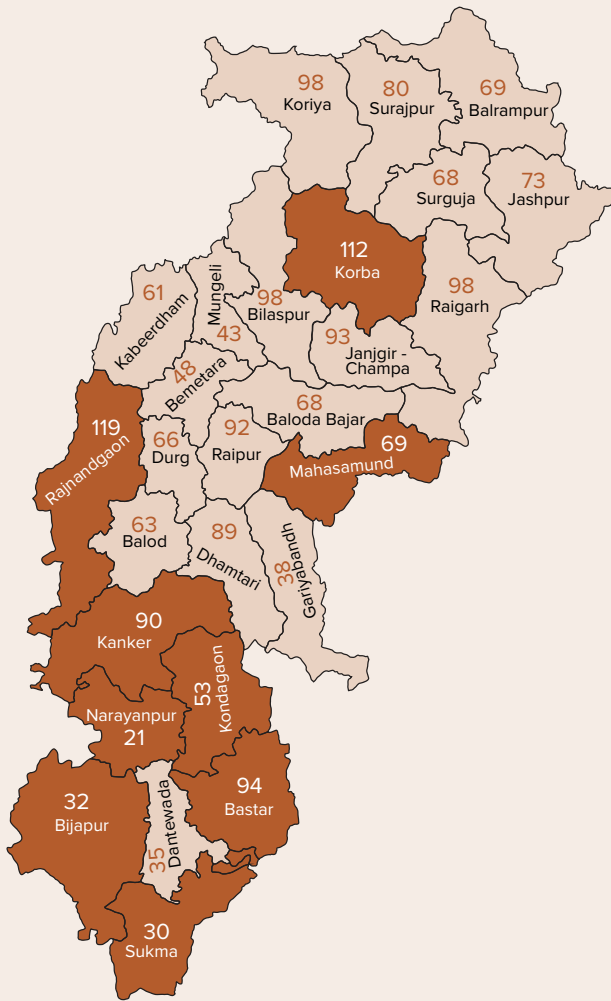 98
Koriya
80
Surajpur
69
Balrampur
68
Surguja
73
Jashpur
112
Korba
98
Raigarh
61
Kabeerdham
Mungeli
43
98
Bilaspur
93
Janjgir -
Champa
48
Bemetara
68
Baloda Bajar
119
Rajnandgaon
66
Durg
92
Raipur
69
Mahasamund
63
Balod
89
Dhamtari
38
Gariyabandh
90
Kanker
53
Kondagaon
Narayanpur
21
32
Bijapur
35
Dantewada
94
Bastar
30
Sukma